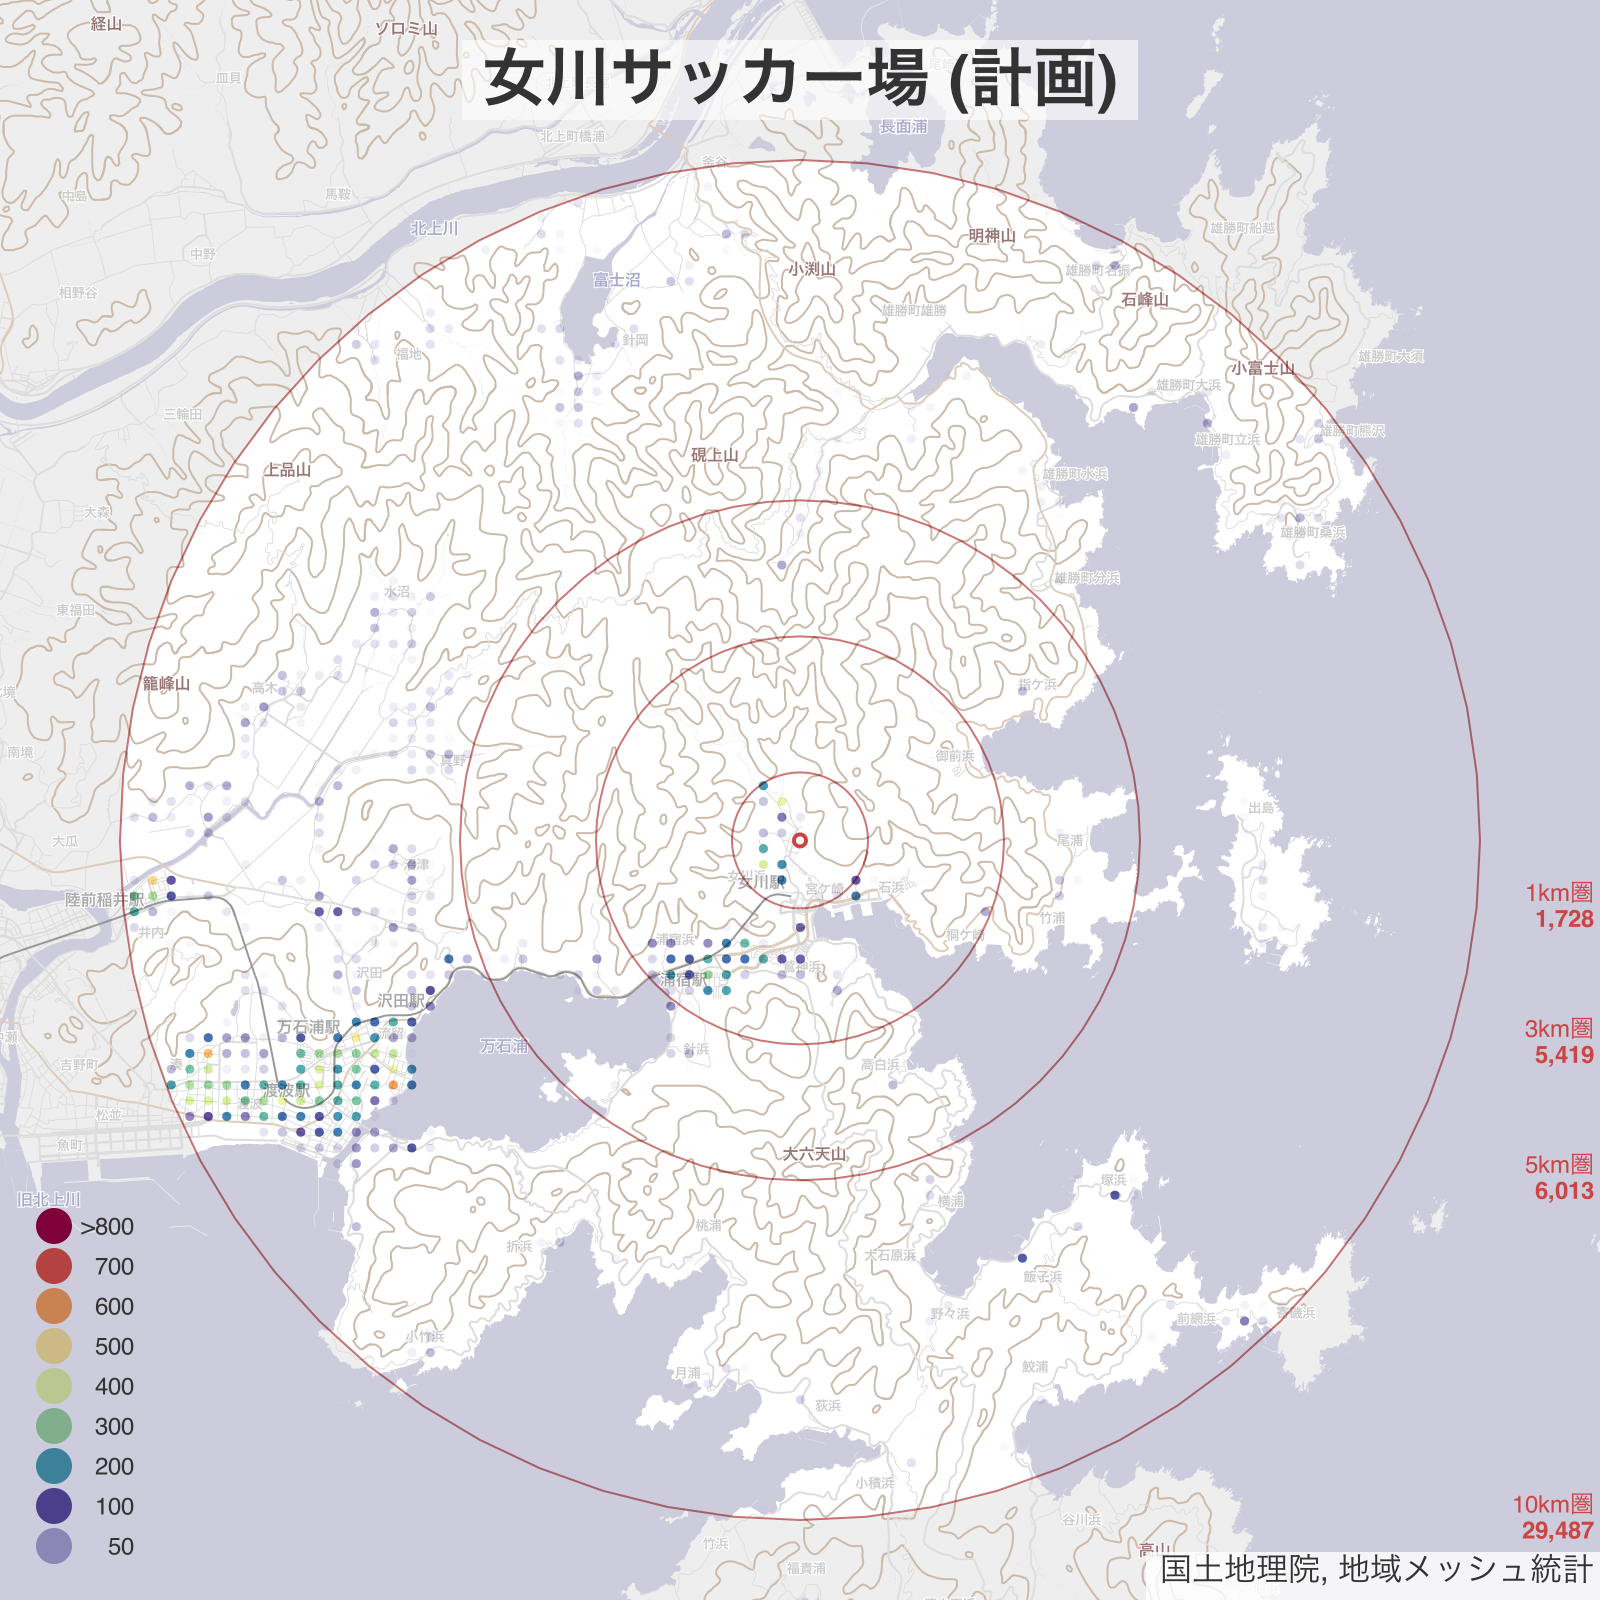 女川サッカー場 (計画)
経山
ソロミ山
皿貝
長面浦
北上町橋浦
釜谷
中島
馬鞍
北上川
明神山
雄勝町船越
中野
富士沼
小渕山
雄勝町名振
相野谷
石峰山
雄勝町雄勝
針岡
福地
雄勝町大須
小富士山
雄勝町大浜
三輪田
雄勝町立浜
雄勝町熊沢
硯上山
上品山
雄勝町水浜
大森
雄勝町桑浜
雄勝町分浜
水沼
東福田
籠峰山
高木
指ケ浜
南境
真野
御前浜
出島
大瓜
尾浦
沼津
女川浜
女川駅
宮ケ崎
石浜
陸前稲井駅
1km圏
1,728
竹浦
井内
浦宿浜
桐ケ崎
鷲神浜
沢田
浦宿駅
沢田駅
万石浦駅
流留
3km圏
5,419
万石浦
針浜
吉野町
湊
高白浜
渡波駅
渡波
松並
魚町
大六天山
5km圏
6,013
塚浜
旧北上川
横浦
桃浦
折浜
大石原浜
飯子浜
野々浜
前網浜
寄磯浜
小竹浜
鮫浦
月浦
荻浜
小積浜
谷川浜
10km圏
29,487
竹浜
高山
福貴浦
>800
700
600
500
400
300
200
100
50
国土地理院, 地域メッシュ統計